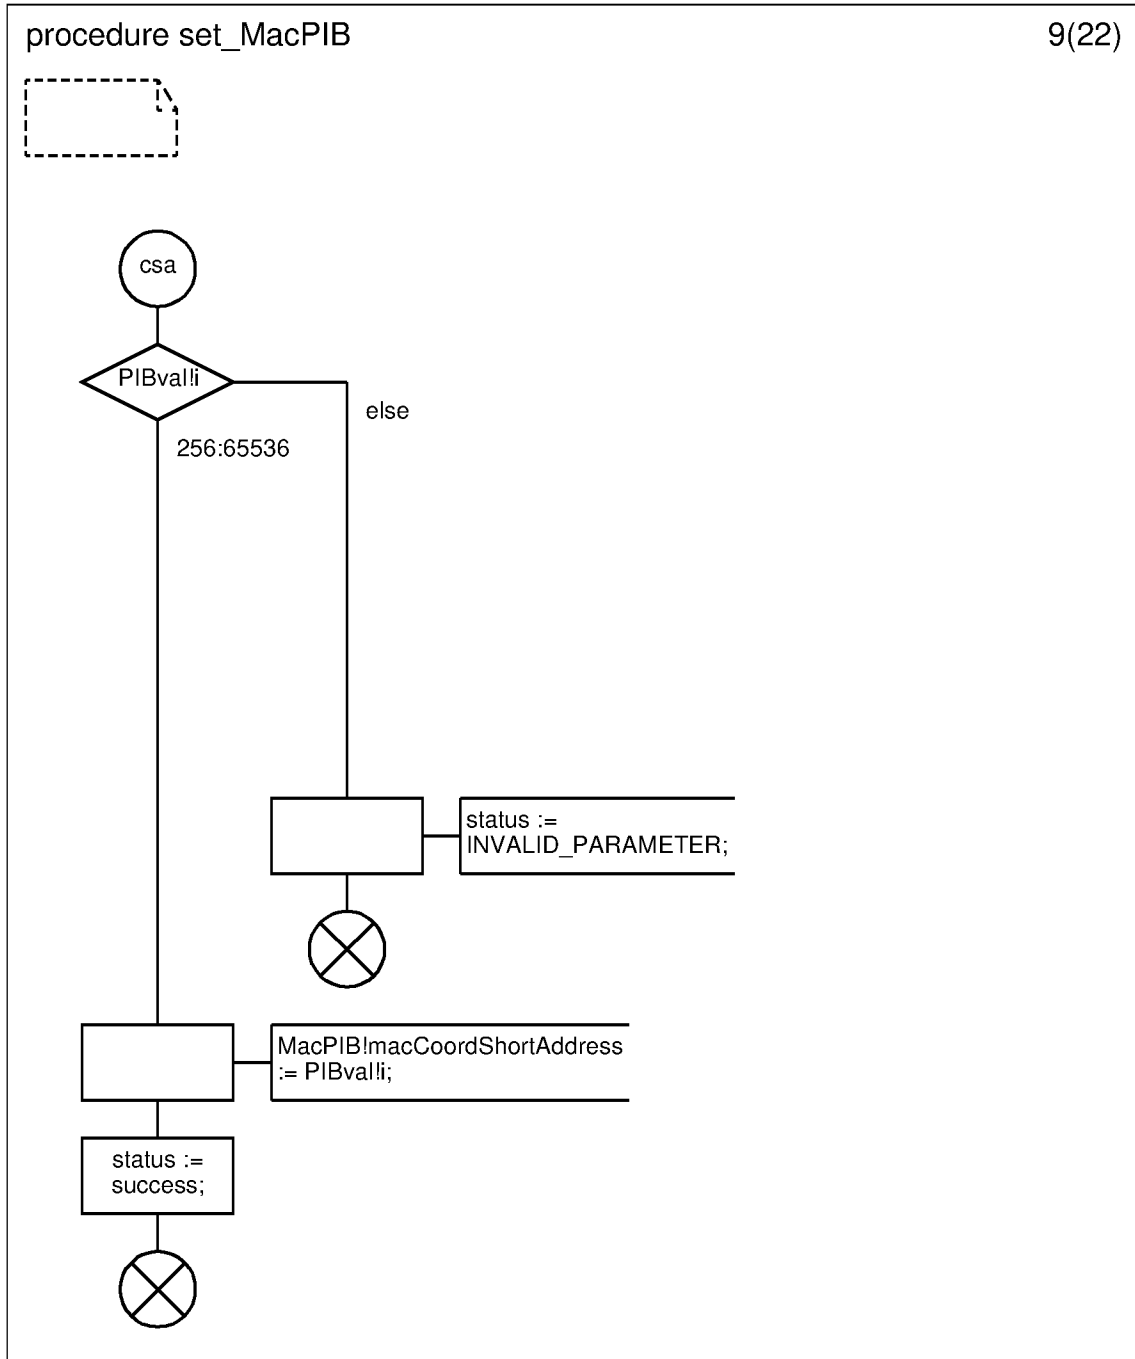 procedure set_MacPIB
9(22)
csa
PIBval!i
else
256:65536
status :=
INVALID_PARAMETER;
MacPIB!macCoordShortAddress
:= PIBval!i;
status :=
success;